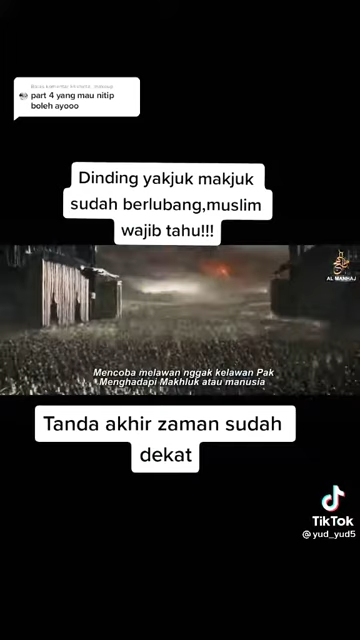 part 4 yang mau nitip
boleh ayooo
Dinding yakjuk makjuk
sudah berlubang,muslim
wajib tahu!!!
AL MANHAJ
Mencoba melawan nggak kelawan Pak
Menghadapi Makhluk atau manusia
Tanda akhir zaman sudah
dekat
TikTok
@yud_yud5